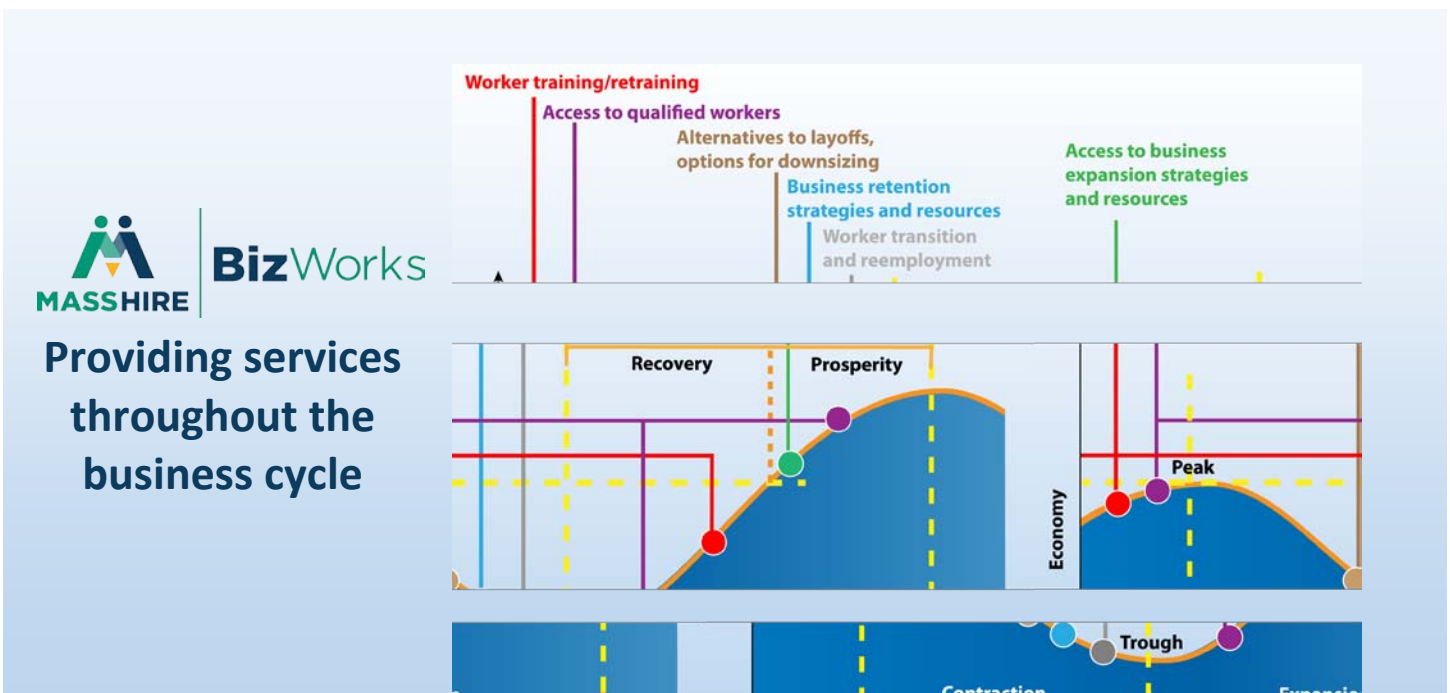 Worker training/retraining
Access to qualified workers
Alternatives to layoffs,
options for downsizing
Business retention
strategies and resources
Worker transition
and reemployment
Access to business
expansion strategies
and resources
MASSHIRE
BizWorks
Providing services
throughout the
business cycle
Recovery
Prosperity
Economy
Peak
Trough
Contraction